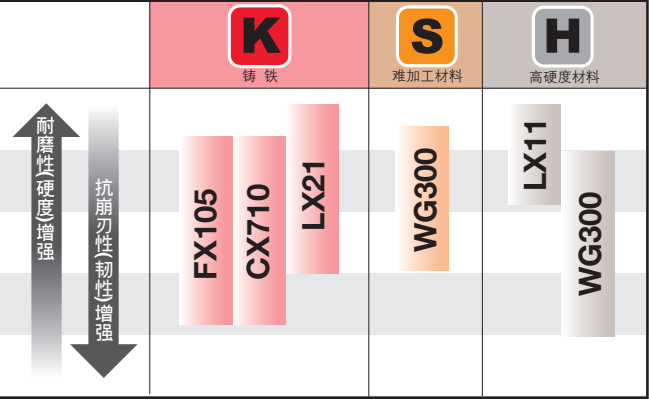 K
S
H
铸 铁
难加工材料
高硬度材料
耐磨性(硬度)增强
抗崩刃性(韧性)增强
FX105
CX710
LX21
WG300
LX11
WG300